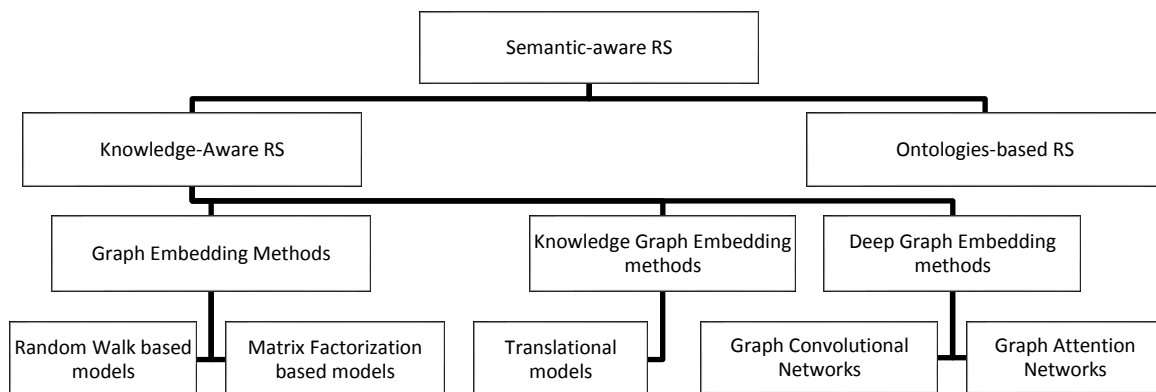 Semantic-aware RS
Knowledge-Aware RS
Ontologies-based RS
Graph Embedding Methods
Knowledge Graph Embedding
methods
Deep Graph Embedding
methods
Random Walk based
models
Matrix Factorization
based models
Translational
models
Graph Convolutional
Networks
Graph Attention
Networks